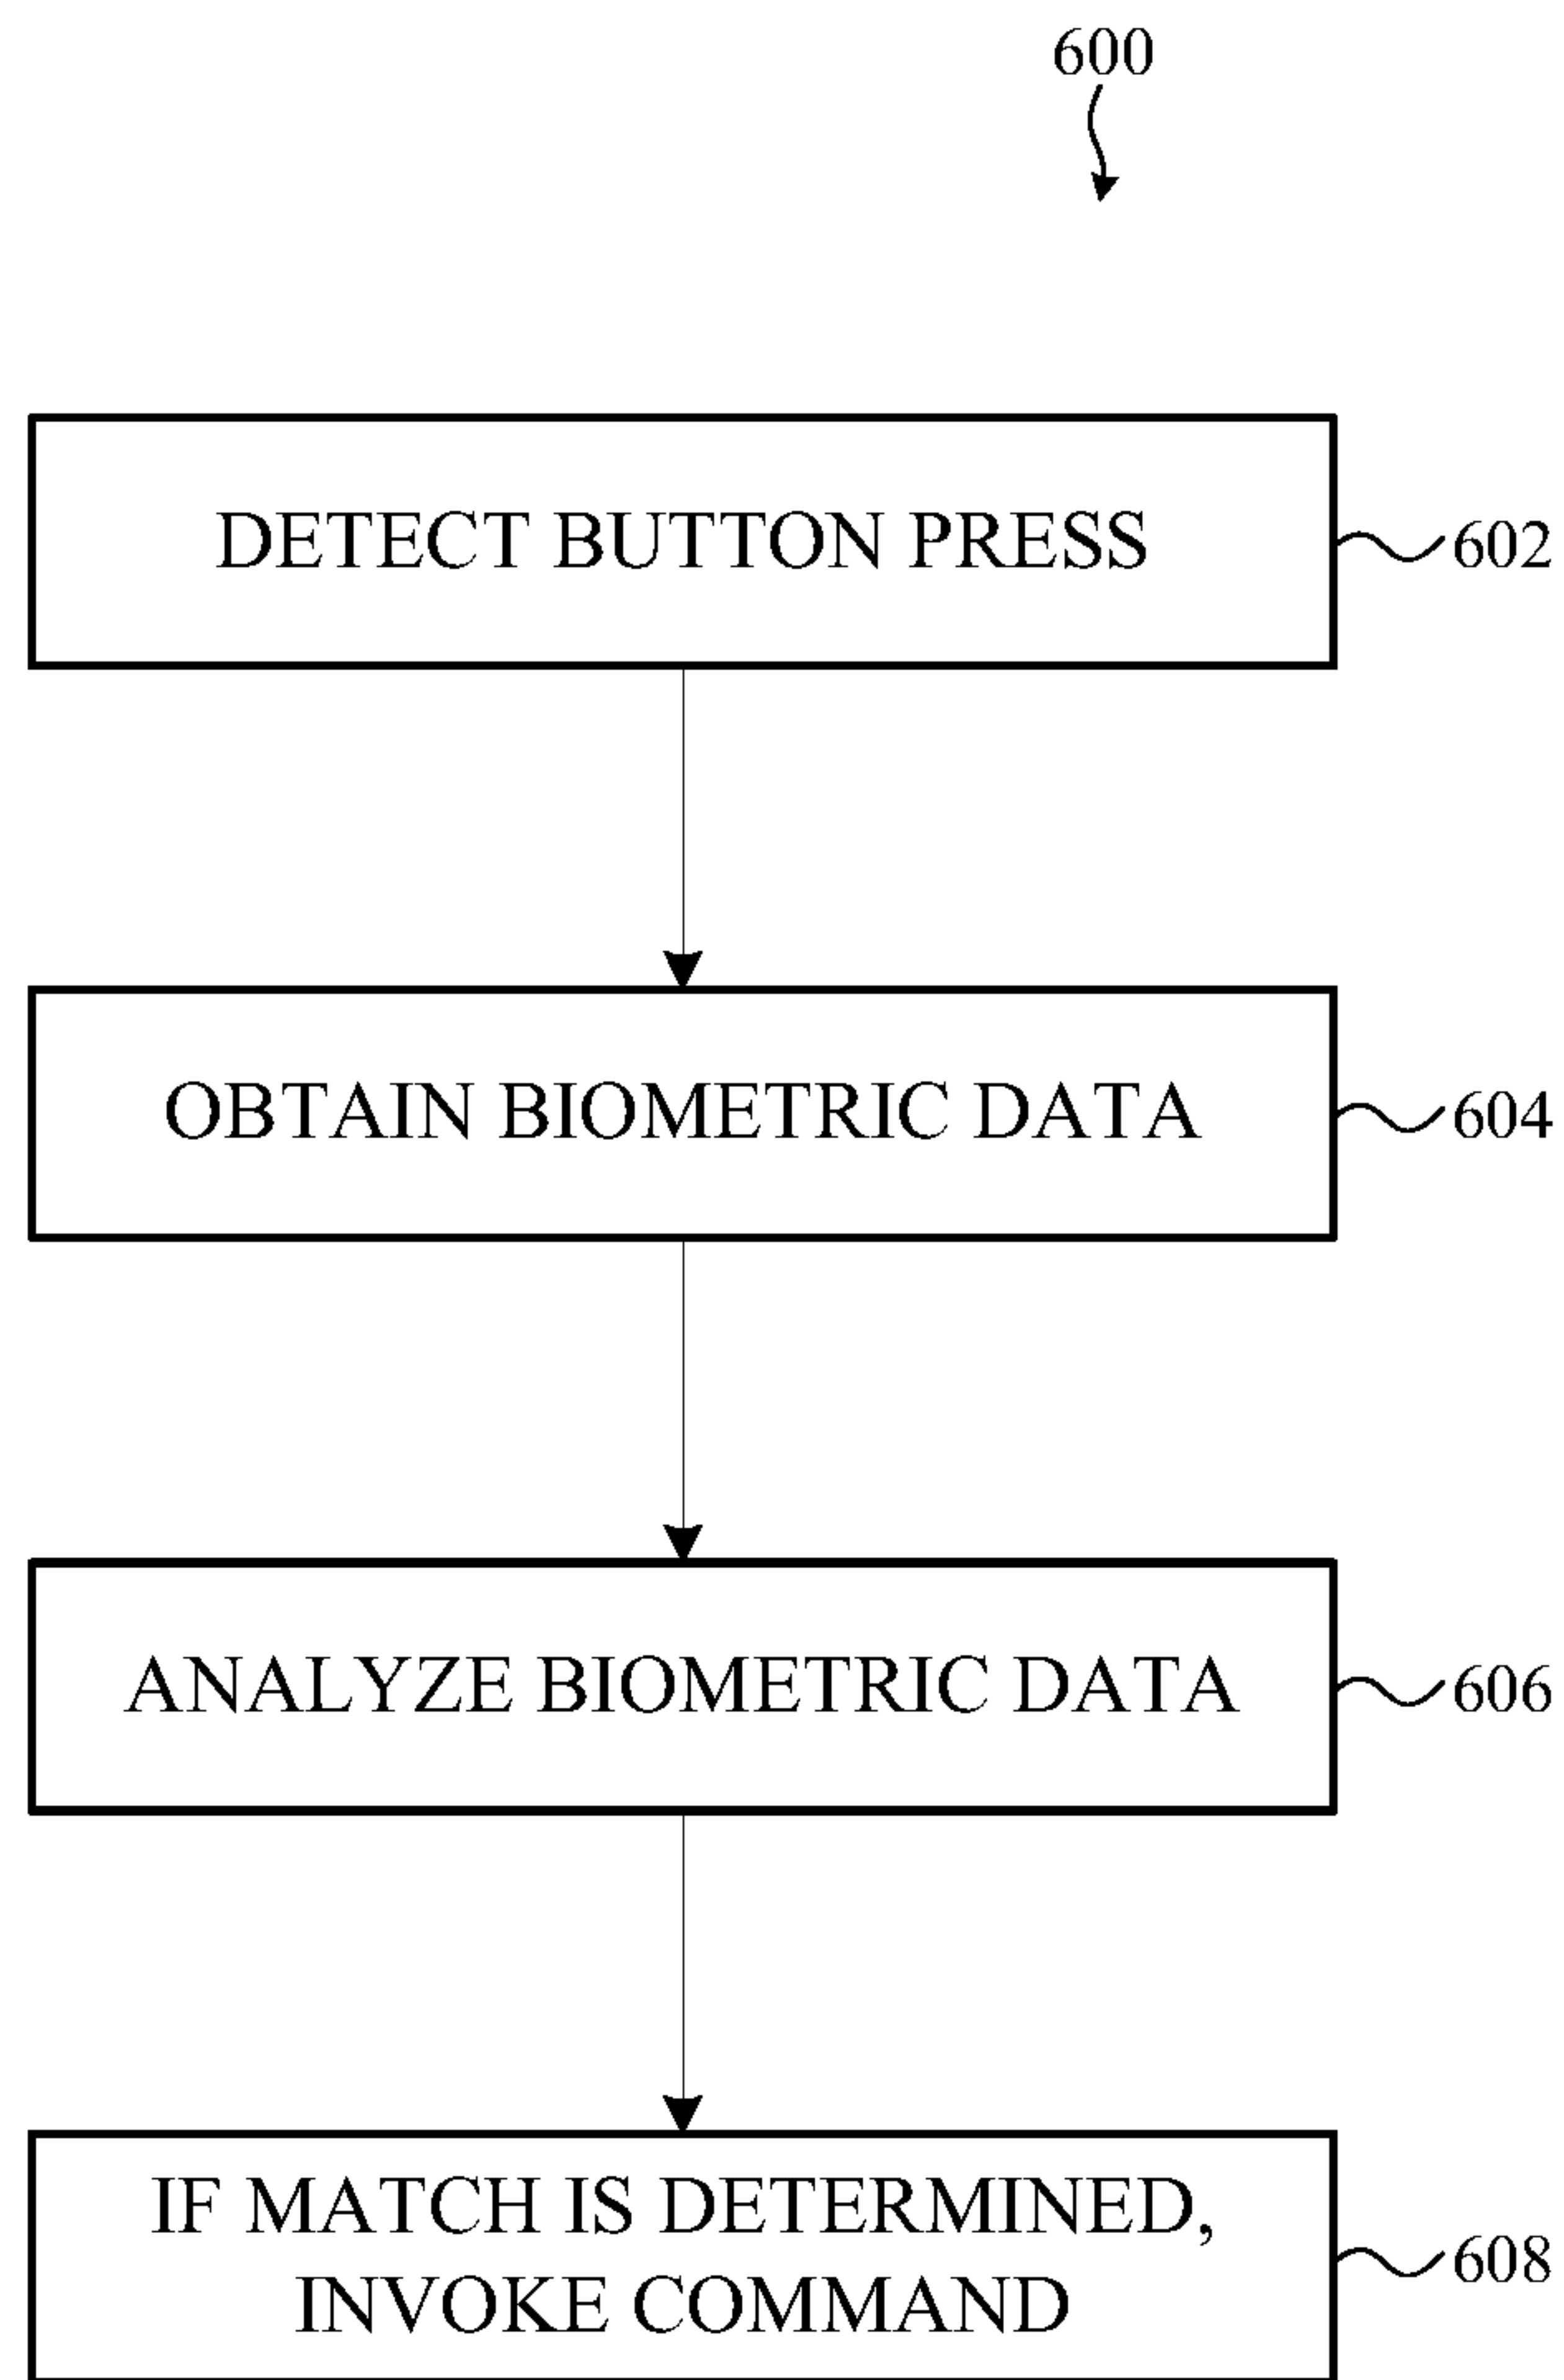 600
DETECT BUTTON PRESS
602
OBTAIN BIOMETRIC DATA
604
ANALYZE BIOMETRIC DATA
606
IF MATCH IS DETERMINED,
INVOKE COMMAND
608